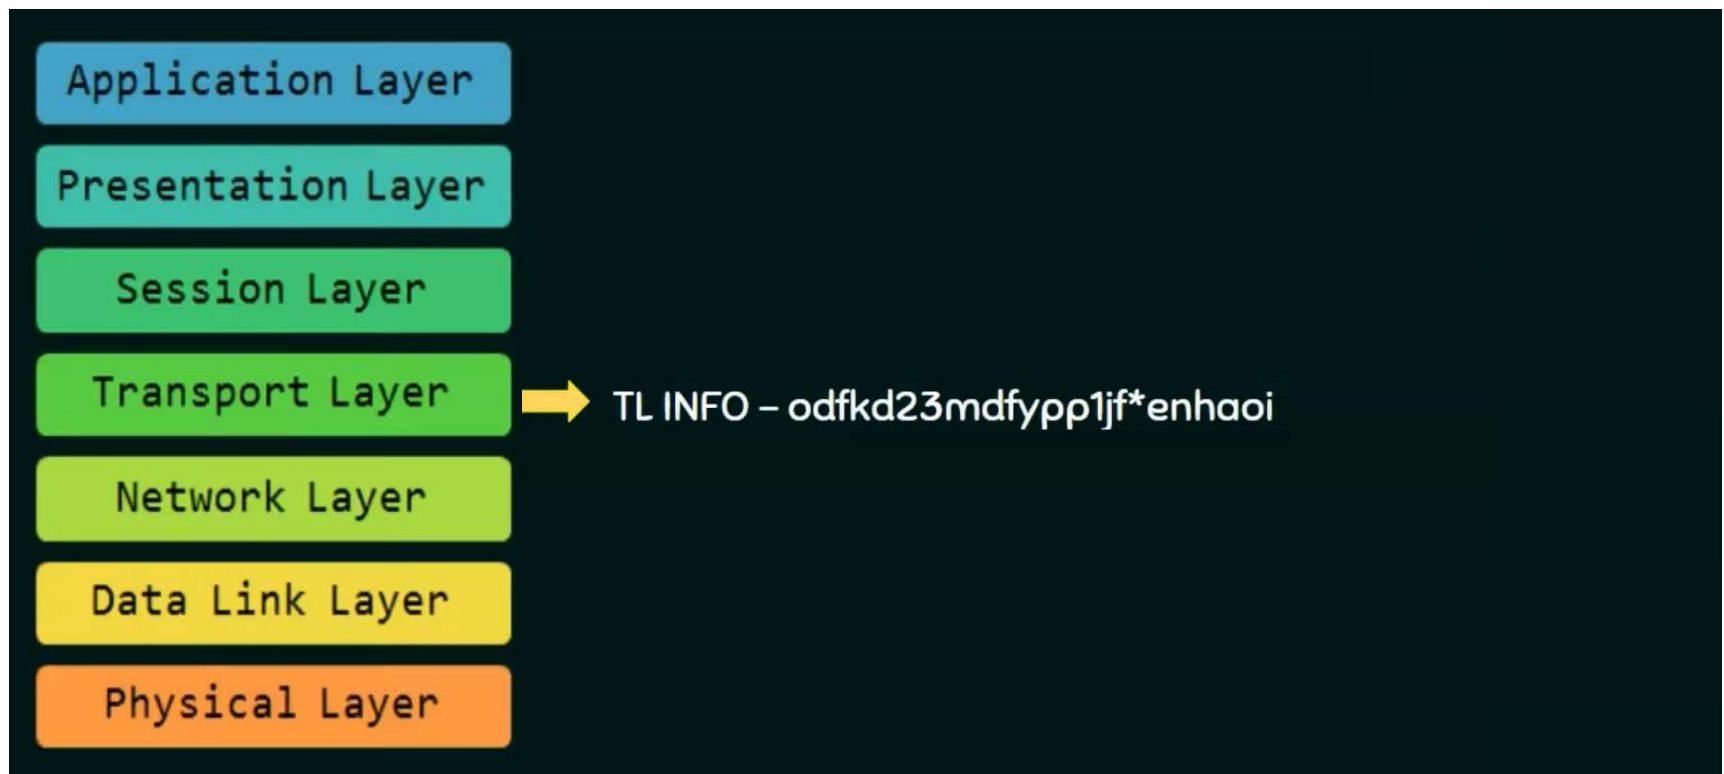 Application Layer
Presentation Layer
Session Layer
Transport Layer
TL INFO – odfkd23mdfypp1jf*enhaoi
Network Layer
Data Link Layer
Physical Layer